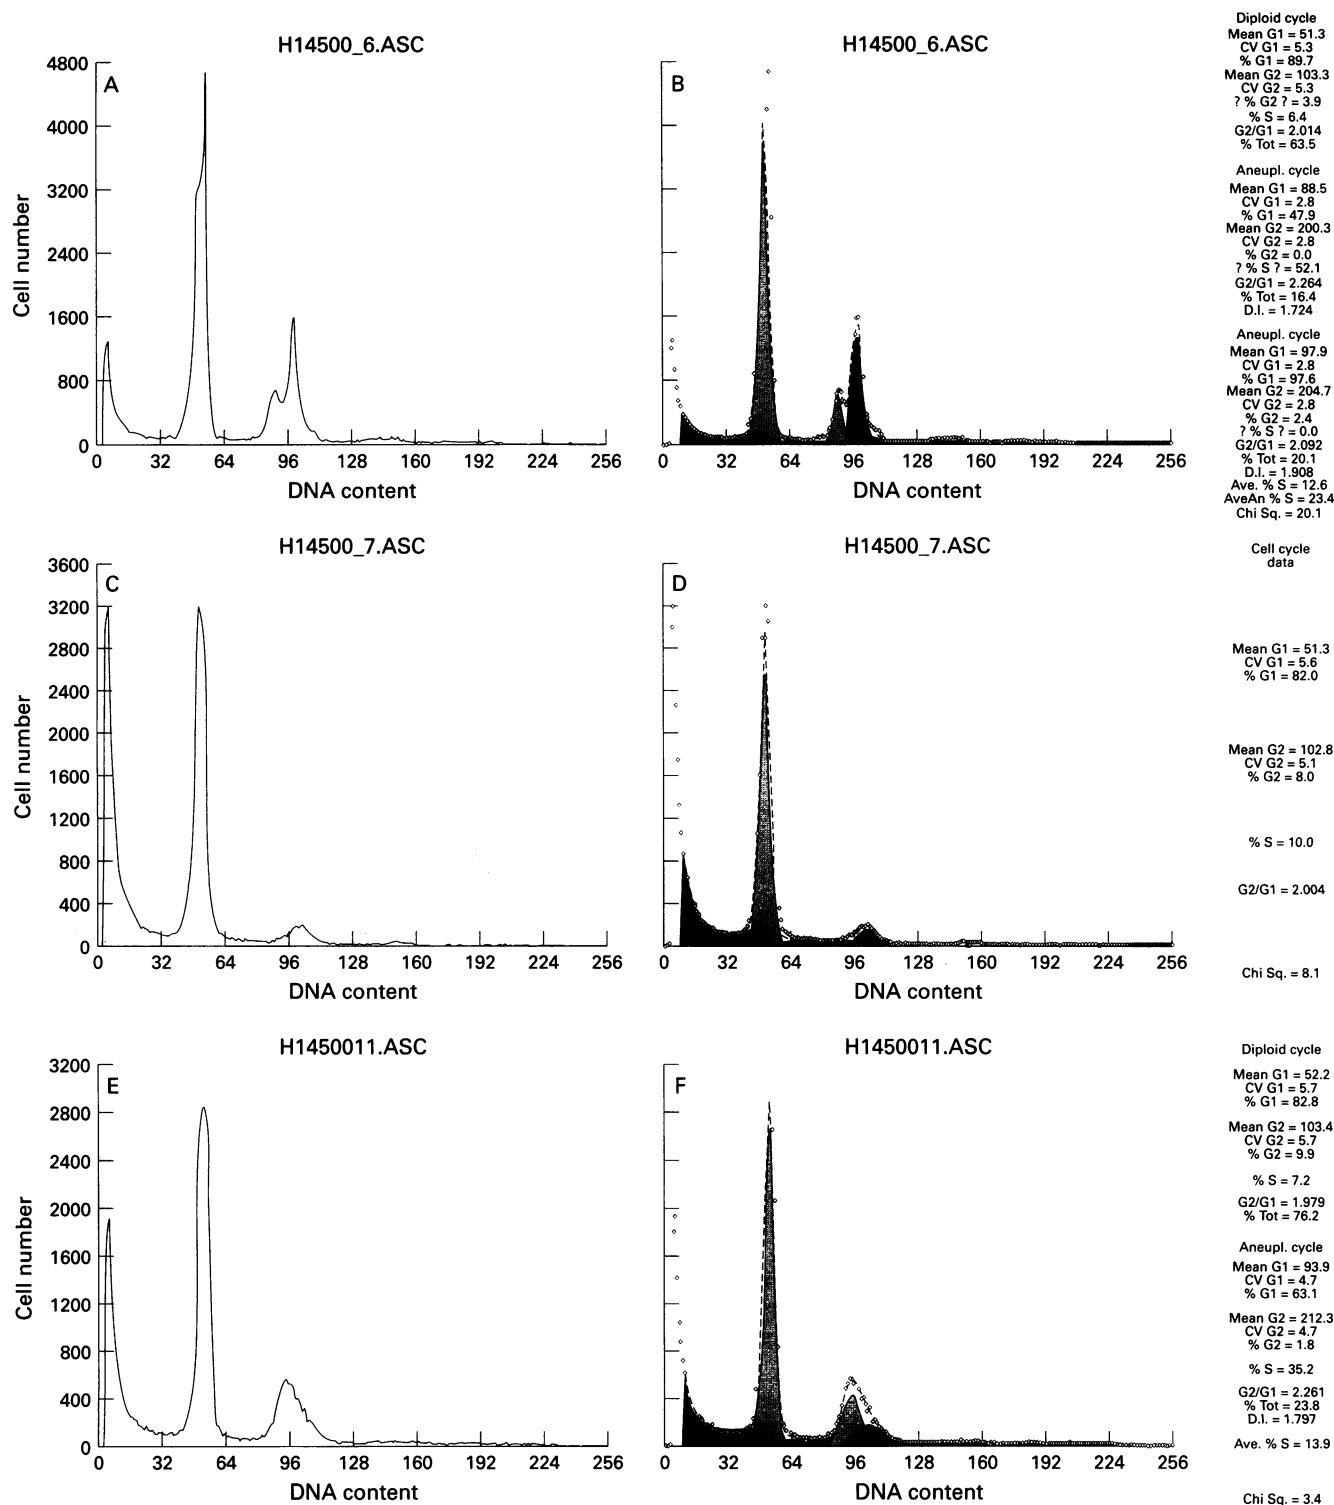 H14500_6.ASC
A
4800
4000
3200
2400
1600
800
0
Cell number
0 32 64 96 128 160 192 224 256
DNA content
H14500_6.ASC
B
0 32 64 96 128 160 192 224 256
DNA content
Diploid cycle
Mean G1 = 51.3
CV G1 = 5.3
% G1 = 89.7
Mean G2 = 103.3
CV G2 = 5.3
? % G2 ? = 3.9
% S = 6.4
G2/G1 = 2.014
% Tot = 63.5
Aneupl. cycle
Mean G1 = 88.5
CV G1 = 2.8
% G1 = 47.9
Mean G2 = 200.3
CV G2 = 2.8
% G2 = 0.0
? % S ? = 52.1
G2/G1 = 2.264
% Tot = 16.4
D.I. = 1.724
Aneupl. cycle
Mean G1 = 97.9
CV G1 = 2.8
% G1 = 97.6
Mean G2 = 204.7
CV G2 = 2.8
% G2 = 2.4
? % S ? = 0.0
G2/G1 = 2.092
% Tot = 20.1
D.I. = 1.908
Ave. % S = 12.6
AveAn % S = 23.4
Chi Sq. = 20.1
H14500_7.ASC
C
3600
3200
2800
2400
2000
1600
1200
800
400
0
Cell number
0 32 64 96 128 160 192 224 256
DNA content
H14500_7.ASC
D
0 32 64 96 128 160 192 224 256
DNA content
Cell cycle
data
Mean G1 = 51.3
CV G1 = 5.6
% G1 = 82.0
Mean G2 = 102.8
CV G2 = 5.1
% G2 = 8.0
% S = 10.0
G2/G1 = 2.004
Chi Sq. = 8.1
H1450011.ASC
E
3200
2800
2400
2000
1600
1200
800
400
0
Cell number
0 32 64 96 128 160 192 224 256
DNA content
H1450011.ASC
F
0 32 64 96 128 160 192 224 256
DNA content
Diploid cycle
Mean G1 = 52.2
CV G1 = 5.7
% G1 = 82.8
Mean G2 = 103.4
CV G2 = 5.7
% G2 = 9.9
% S = 7.2
G2/G1 = 1.979
% Tot = 76.2
Aneupl. cycle
Mean G1 = 93.9
CV G1 = 4.7
% G1 = 63.1
Mean G2 = 212.3
CV G2 = 4.7
% G2 = 1.8
% S = 35.2
G2/G1 = 2.261
% Tot = 23.8
D.I. = 1.797
Ave. % S = 13.9
Chi Sq. = 3.4